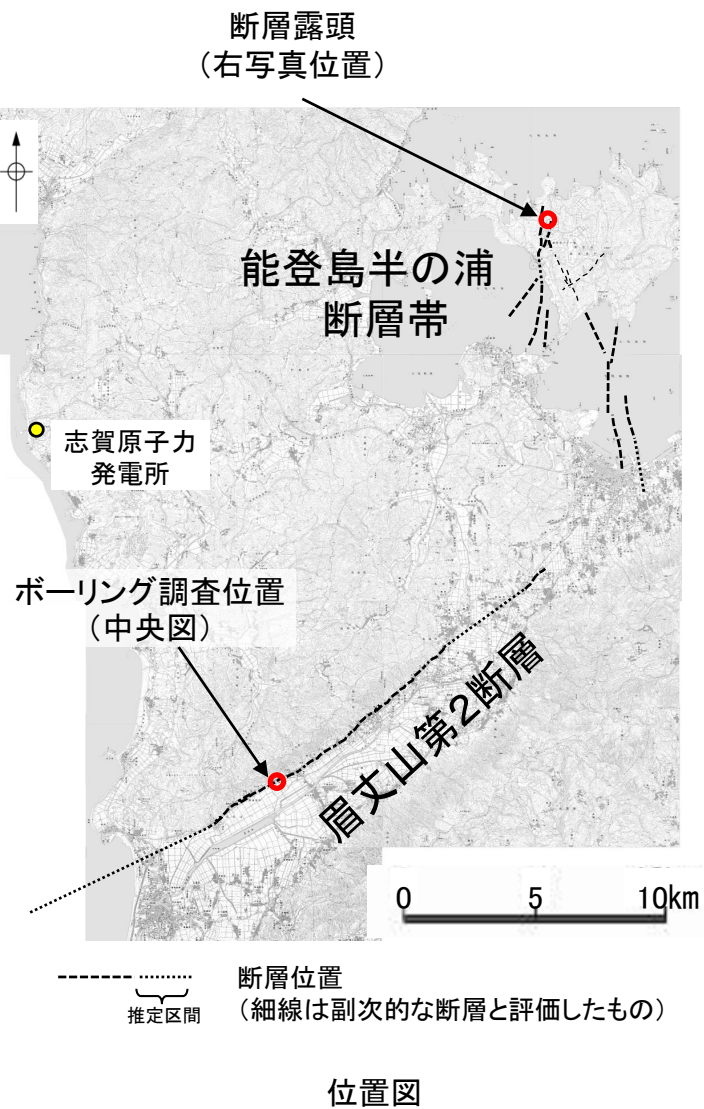 断層露頭
（右写真位置）
能登島半の浦
断層帯
志賀原子力
発電所
ボーリング調査位置
（中央図）
眉丈山第2断層
0 5 10km
断層位置
推定区間
（細線は副次的な断層と評価したもの）
位置図